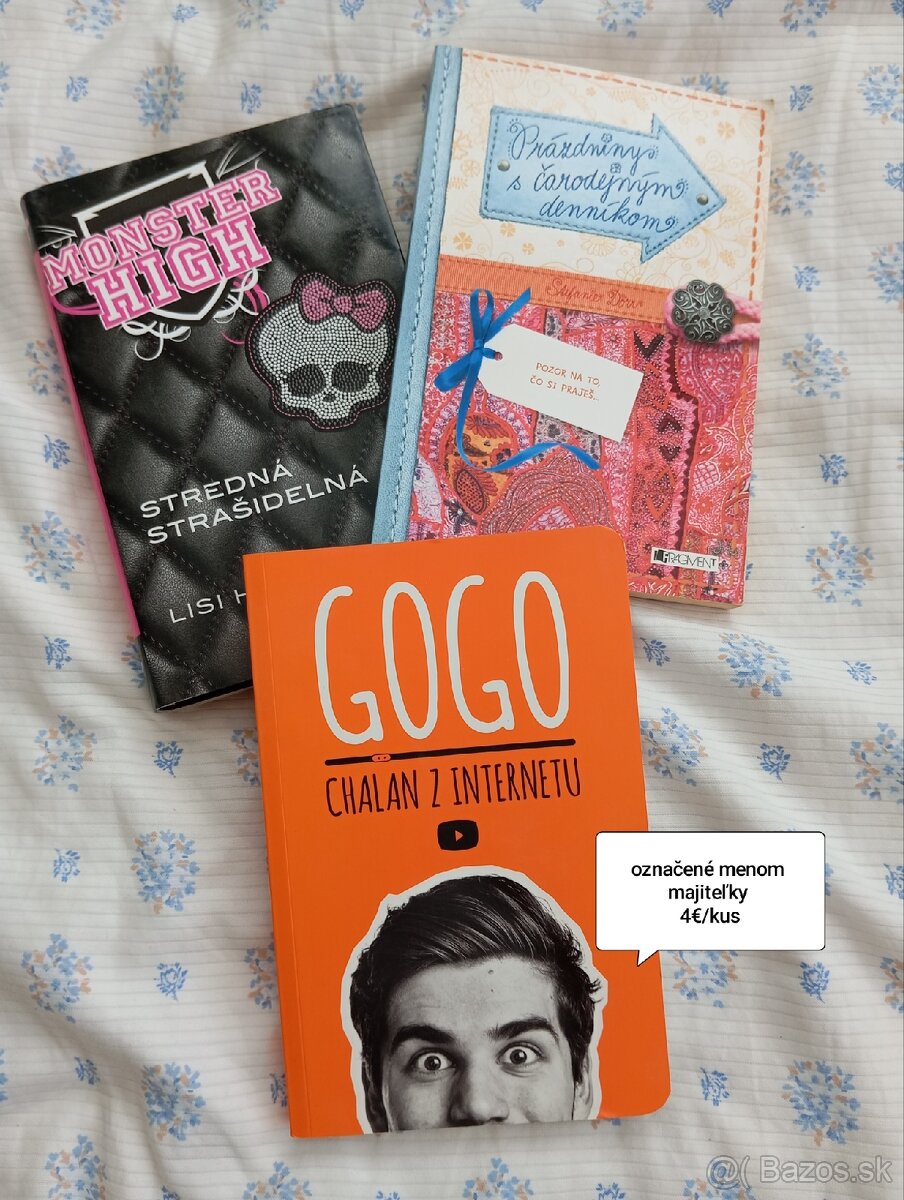 MONSTER
HIGH
STREDNÁ
STRAŠIDELNÁ
LISI
Prázdniny
s čarodejným
denníkom
POZOR NA TO,
ČO SI PRAJEŠ...
FRAGMENT
GOGO
CHALAN Z INTERNETU
označené menom
majiteľky
4€/kus
@( Bazos.sk